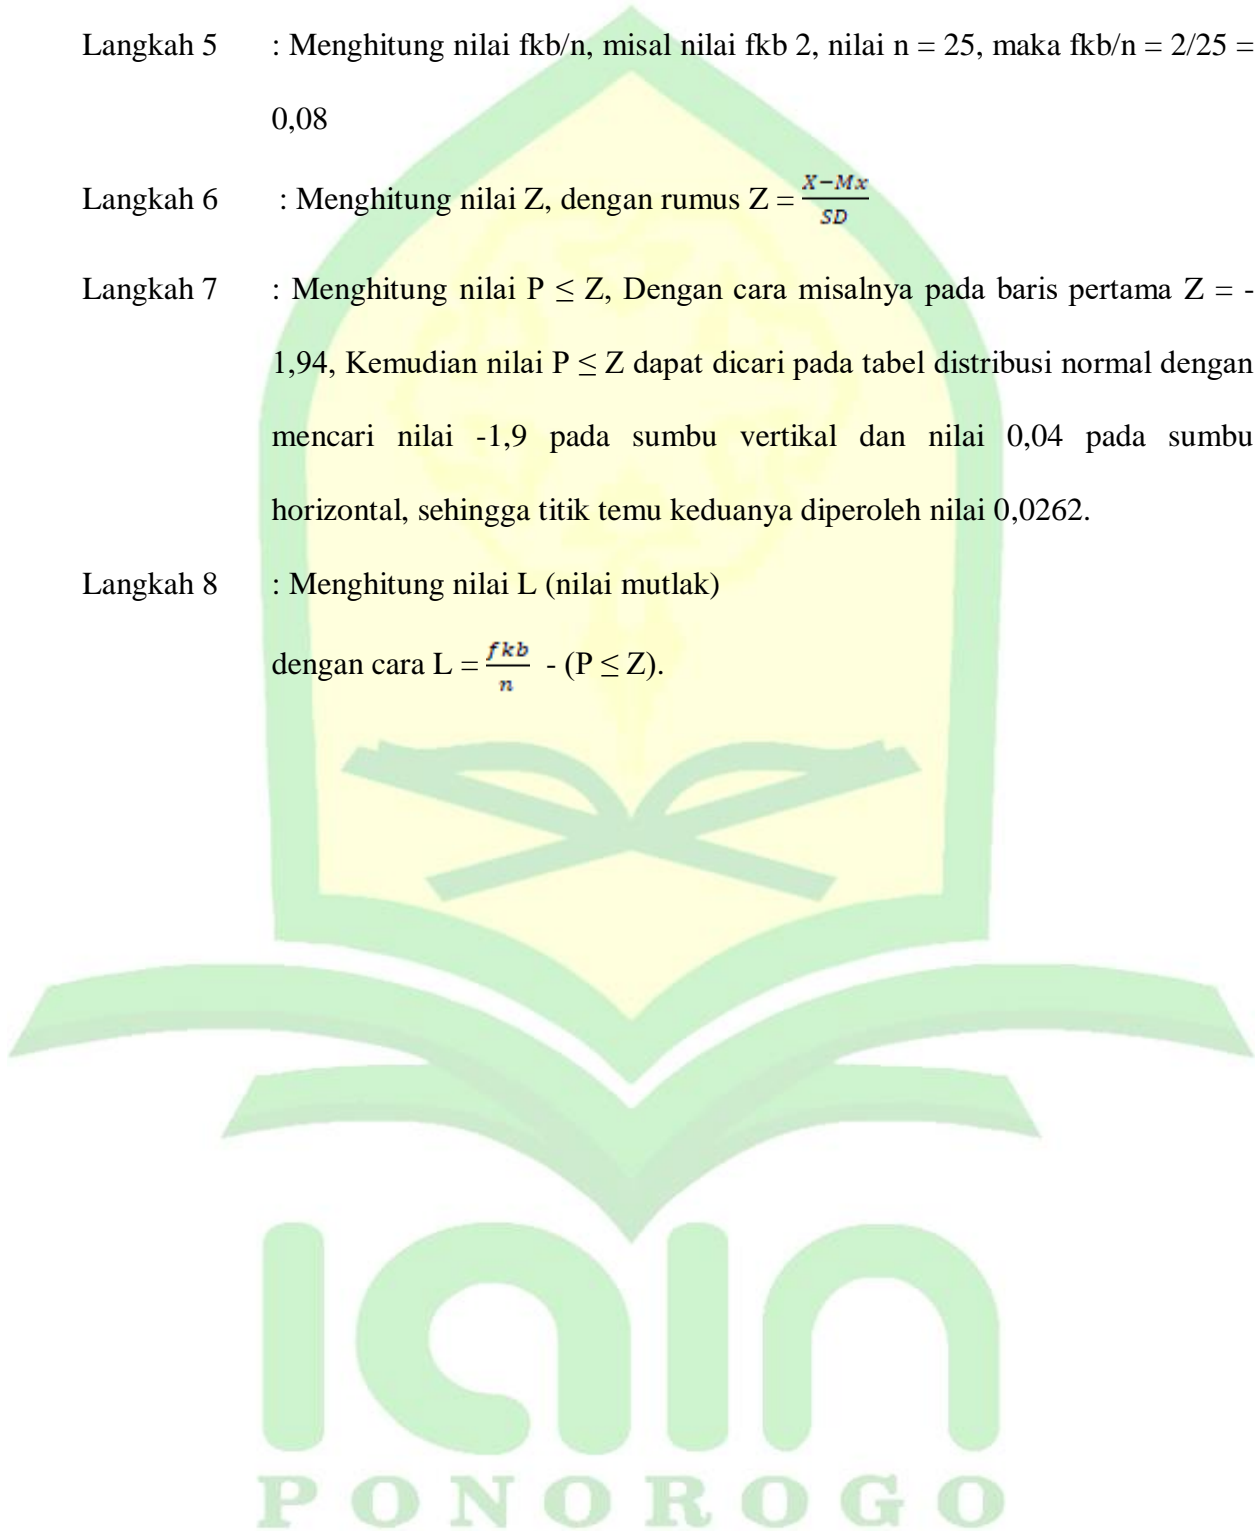 Langkah 5 : Menghitung nilai fkb/n, misal nilai fkb 2, nilai n = 25, maka fkb/n = 2/25 =
0,08
Langkah 6 : Menghitung nilai Z, dengan rumus Z = \frac{X-Mx}{SD}
Langkah 7 : Menghitung nilai P ≤ Z, Dengan cara misalnya pada baris pertama Z = -
1,94, Kemudian nilai P ≤ Z dapat dicari pada tabel distribusi normal dengan
mencari nilai -1,9 pada sumbu vertikal dan nilai 0,04 pada sumbu
horizontal, sehingga titik temu keduanya diperoleh nilai 0,0262.
Langkah 8 : Menghitung nilai L (nilai mutlak)
dengan cara L = \frac{fkb}{n} - (P ≤ Z).
iain
PONOROGO